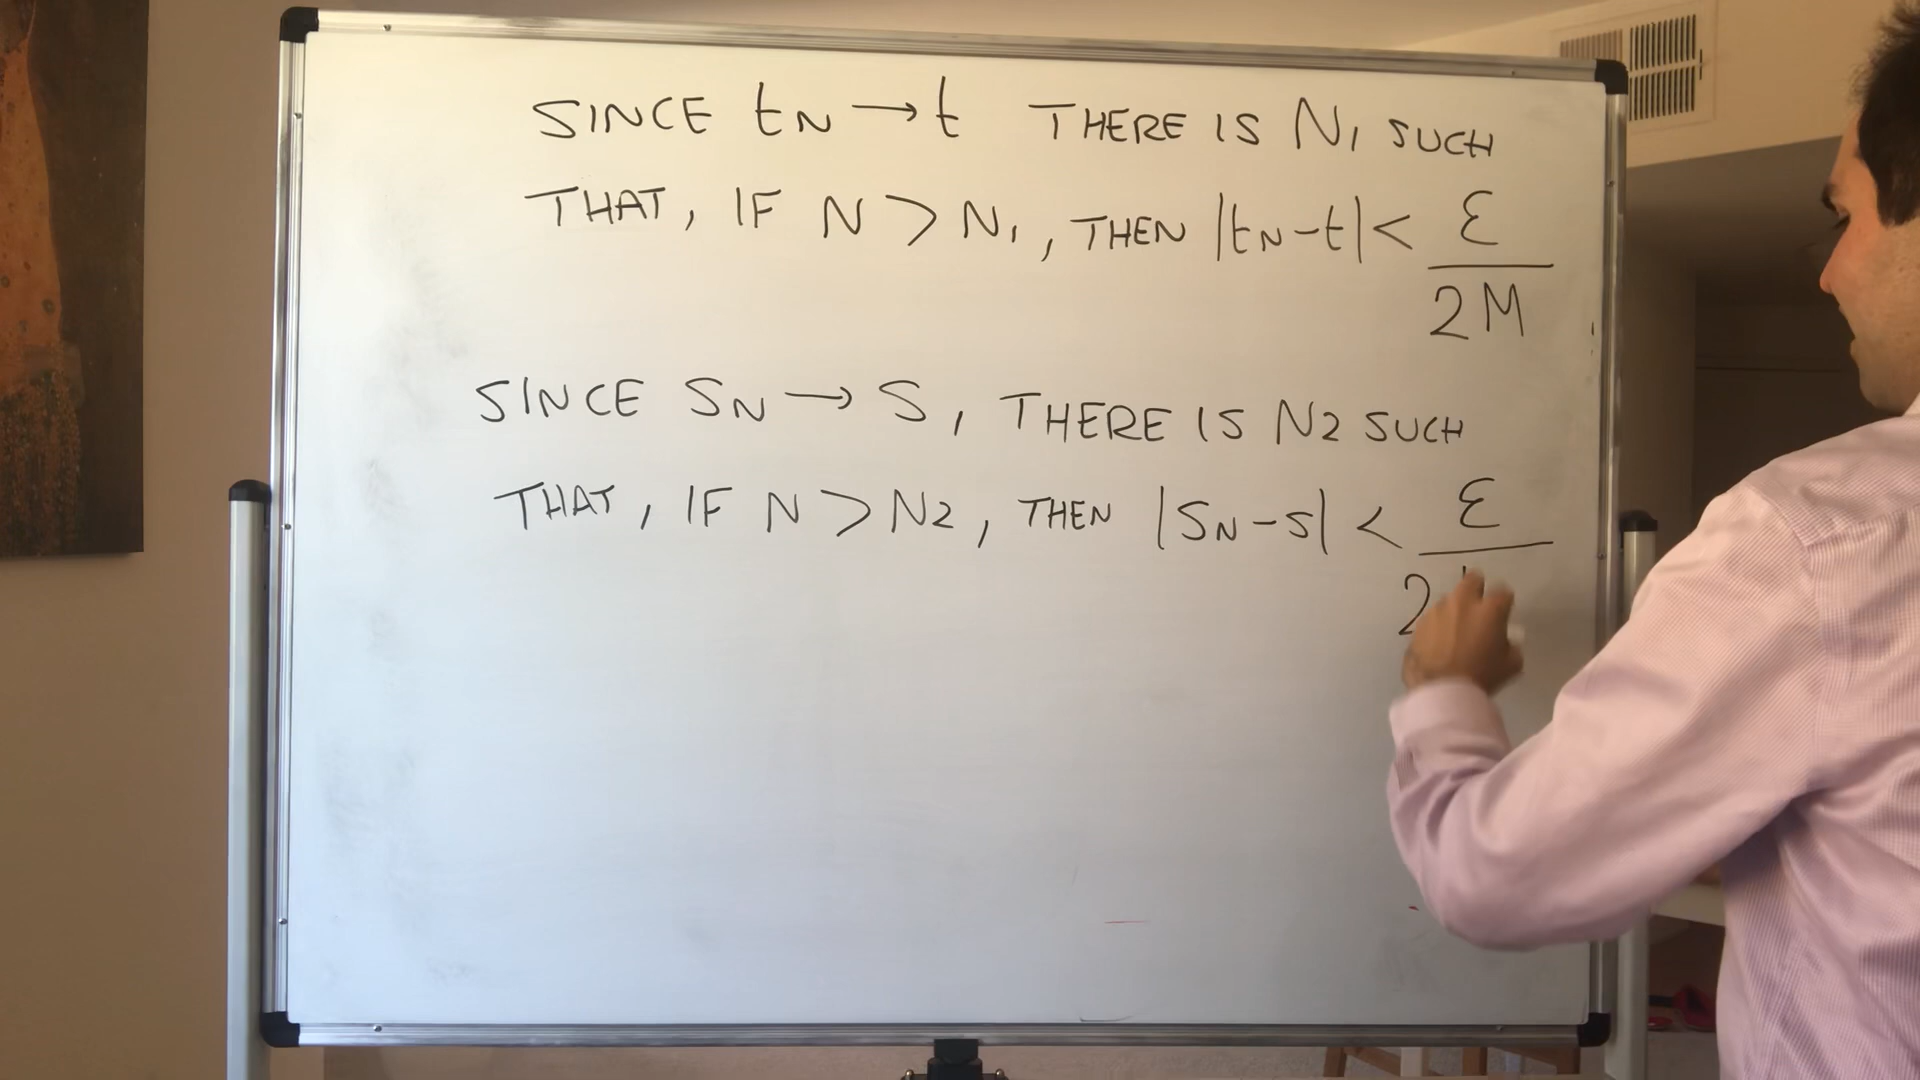 SINCE tN → t THERE IS N1 SUCH
THAT, IF N > N1, THEN |tN - t| < ε
2M
SINCE SN → S, THERE IS N2 SUCH
THAT, IF N > N2, THEN |SN - S| < ε
2